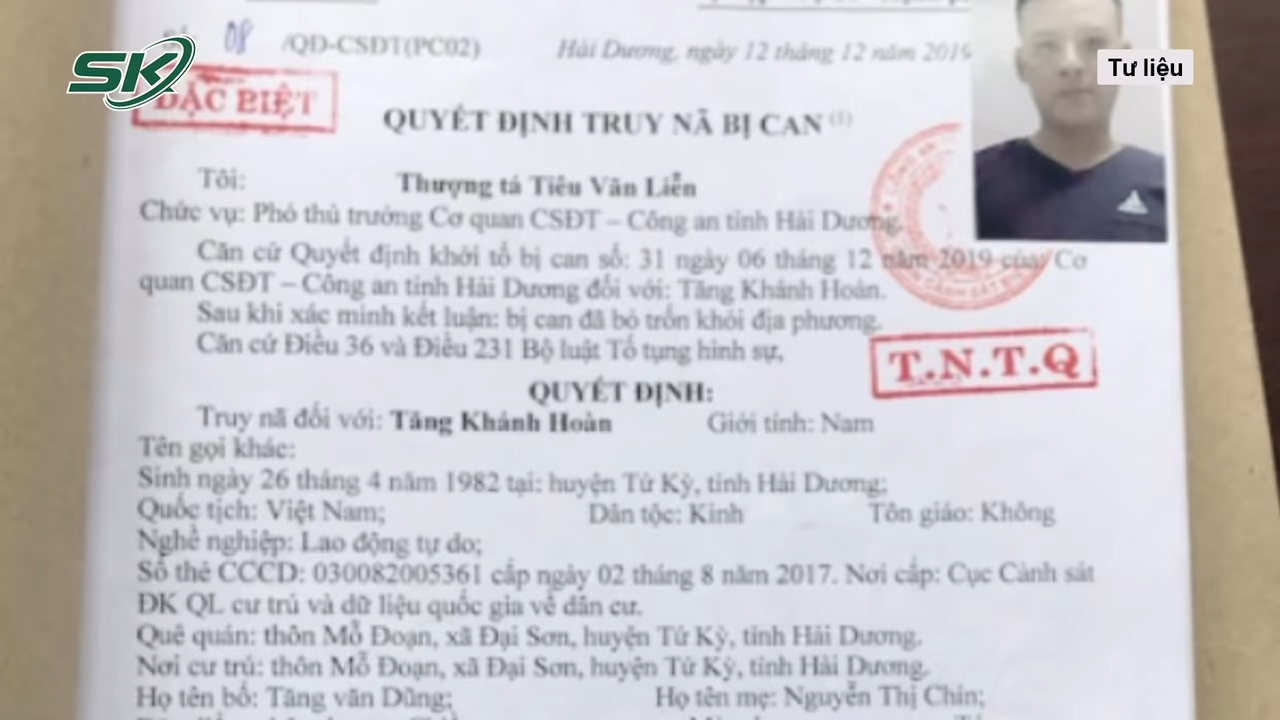 08 /QĐ-CSĐT(PC02)
Hải Dương, ngày 12 tháng 12 năm 2019
SK
Tư liệu
ĐẶC BIỆT
QUYẾT ĐỊNH TRUY NÃ BỊ CAN (1)
Tôi: Thượng tá Tiêu Văn Liễn
Chức vụ: Phó thủ trưởng Cơ quan CSĐT – Công an tỉnh Hải Dương.
Căn cứ Quyết định khởi tố bị can số: 31 ngày 06 tháng 12 năm 2019 của Cơ
quan CSĐT – Công an tỉnh Hải Dương đối với: Tăng Khánh Hoàn.
Sau khi xác minh kết luận: bị can đã bỏ trốn khỏi địa phương.
Căn cứ Điều 36 và Điều 231 Bộ luật Tố tụng hình sự,
T.N.T.Q
QUYẾT ĐỊNH:
Truy nã đối với: Tăng Khánh Hoàn Giới tính: Nam
Tên gọi khác:
Sinh ngày 26 tháng 4 năm 1982 tại: huyện Tứ Kỳ, tỉnh Hải Dương;
Quốc tịch: Việt Nam; Dân tộc: Kinh Tôn giáo: Không
Nghề nghiệp: Lao động tự do;
Số thẻ CCCD: 030082005361 cấp ngày 02 tháng 8 năm 2017. Nơi cấp: Cục Cảnh sát
ĐK QL cư trú và dữ liệu quốc gia về dân cư.
Quê quán: thôn Mỗ Đoạn, xã Đại Sơn, huyện Tứ Kỳ, tỉnh Hải Dương.
Nơi cư trú: thôn Mỗ Đoạn, xã Đại Sơn, huyện Tứ Kỳ, tỉnh Hải Dương.
Họ tên bố: Tăng văn Dũng; Họ tên mẹ: Nguyễn Thị Chín;